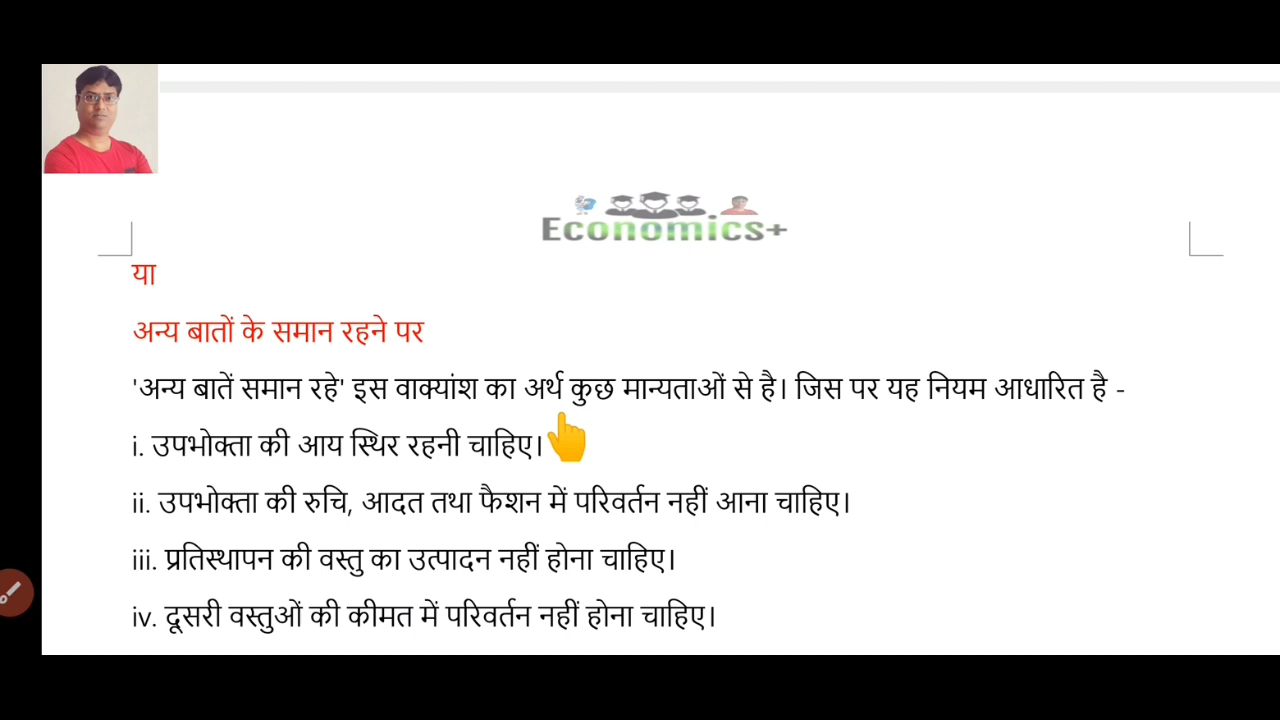 Economics+
या
अन्य बातों के समान रहने पर
'अन्य बातें समान रहे' इस वाक्यांश का अर्थ कुछ मान्यताओं से है। जिस पर यह नियम आधारित है -
i. उपभोक्ता की आय स्थिर रहनी चाहिए।
ii. उपभोक्ता की रुचि, आदत तथा फैशन में परिवर्तन नहीं आना चाहिए।
iii. प्रतिस्थापन की वस्तु का उत्पादन नहीं होना चाहिए।
iv. दूसरी वस्तुओं की कीमत में परिवर्तन नहीं होना चाहिए।